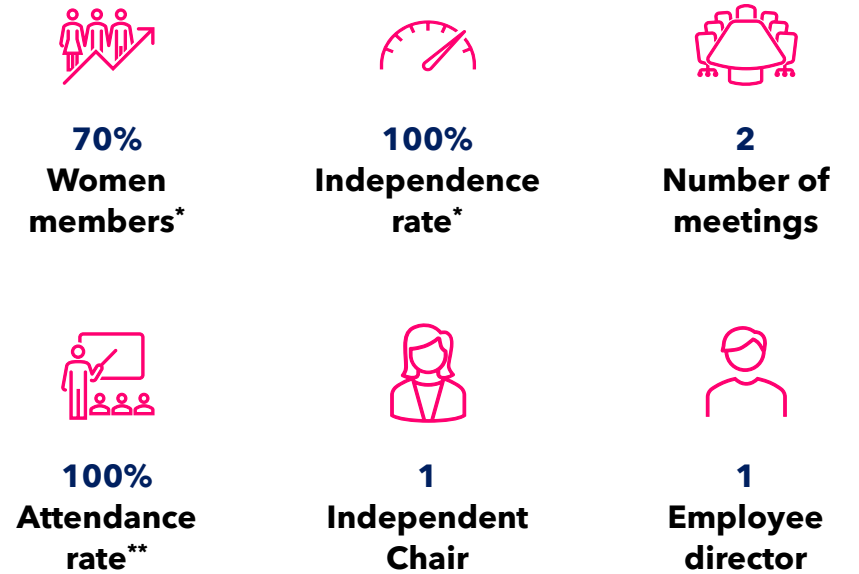 70%
Women
members*
100%
Independence
rate*
2
Number of
meetings
100%
Attendance
rate**
1
Independent
Chair
1
Employee
director